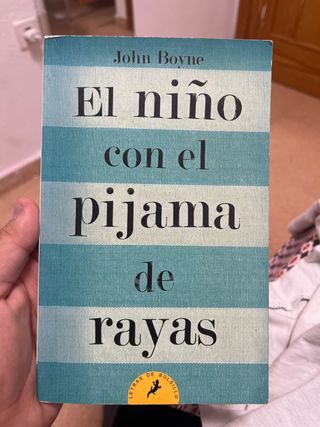 John Boyne
El niño
con el
pijama
de
rayas
LETRAS DE BOLSILLO